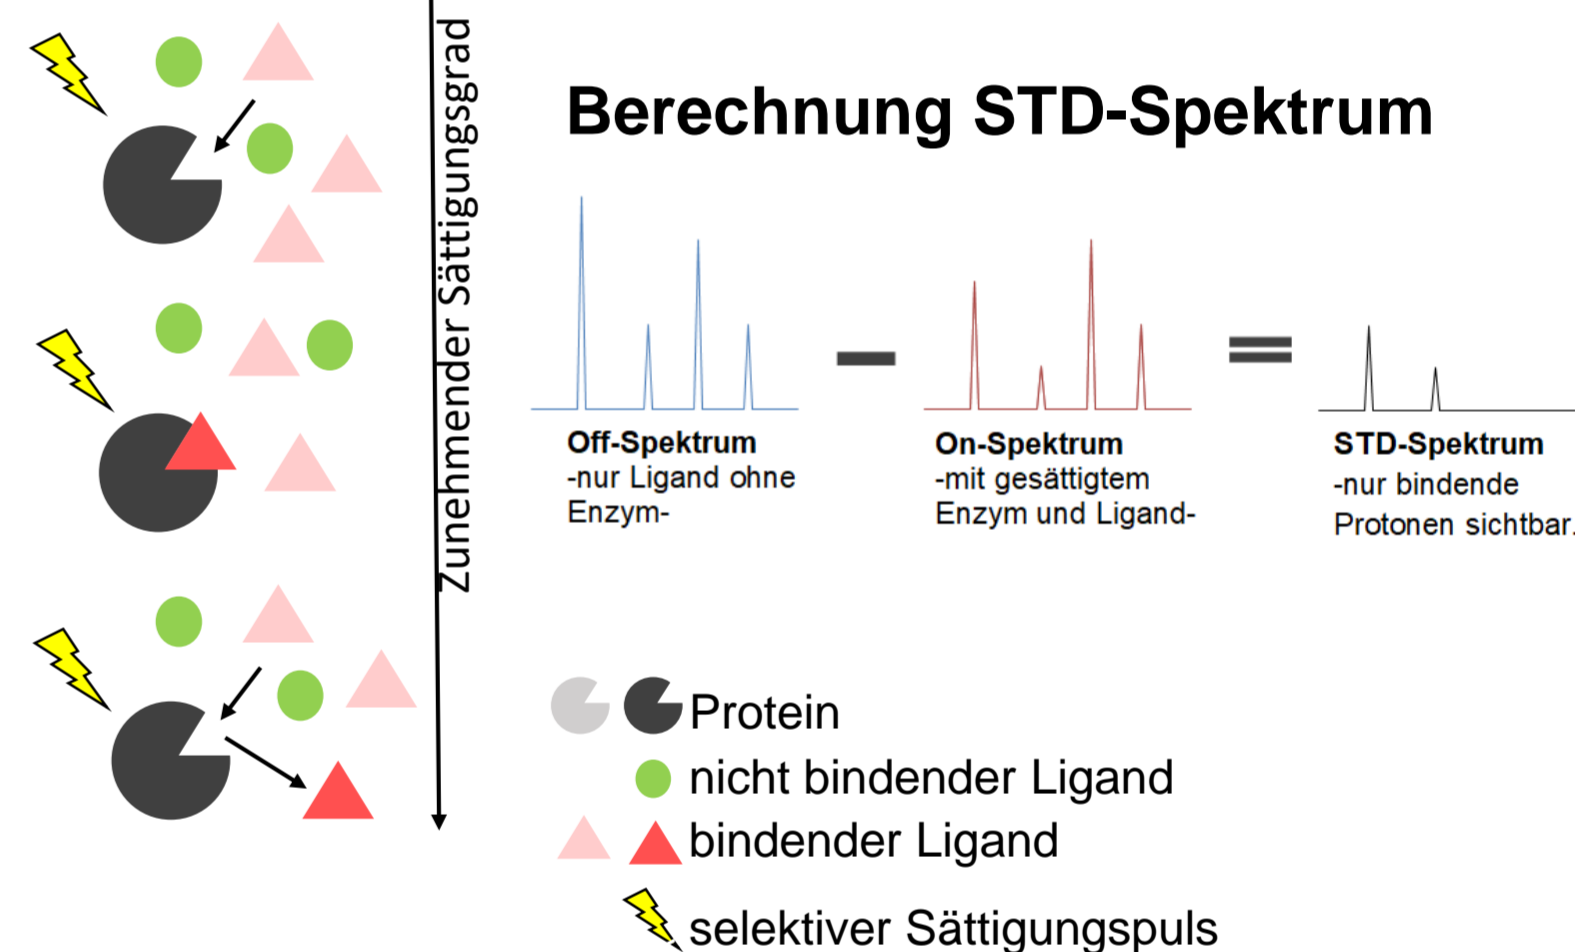 Zunehmender Sättigungsgrad
Berechnung STD-Spektrum
Off-Spektrum
-nur Ligand ohne
Enzym-
On-Spektrum
-mit gesättigtem
Enzym und Ligand-
STD-Spektrum
-nur bindende
Protonen sichtbar.
Protein
nicht bindender Ligand
bindender Ligand
selektiver Sättigungspuls